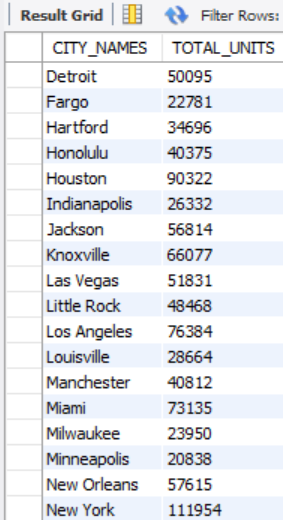 Result Grid Filter Rows:
CITY_NAMES TOTAL_UNITS
Detroit 50095
Fargo 22781
Hartford 34696
Honolulu 40375
Houston 90322
Indianapolis 26332
Jackson 56814
Knoxville 66077
Las Vegas 51831
Little Rock 48468
Los Angeles 76384
Louisville 28664
Manchester 40812
Miami 73135
Milwaukee 23950
Minneapolis 20838
New Orleans 57615
New York 111954